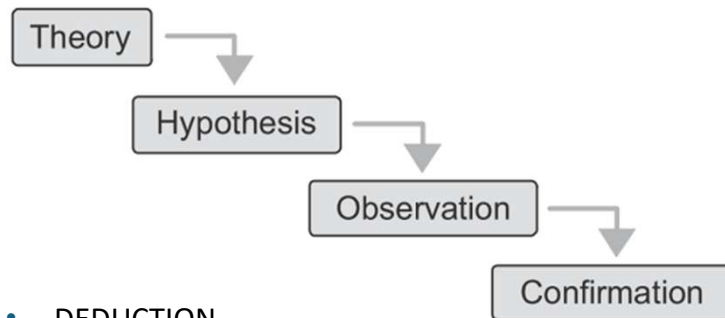 Theory
Hypothesis
Observation
Confirmation
• DEDUCTION